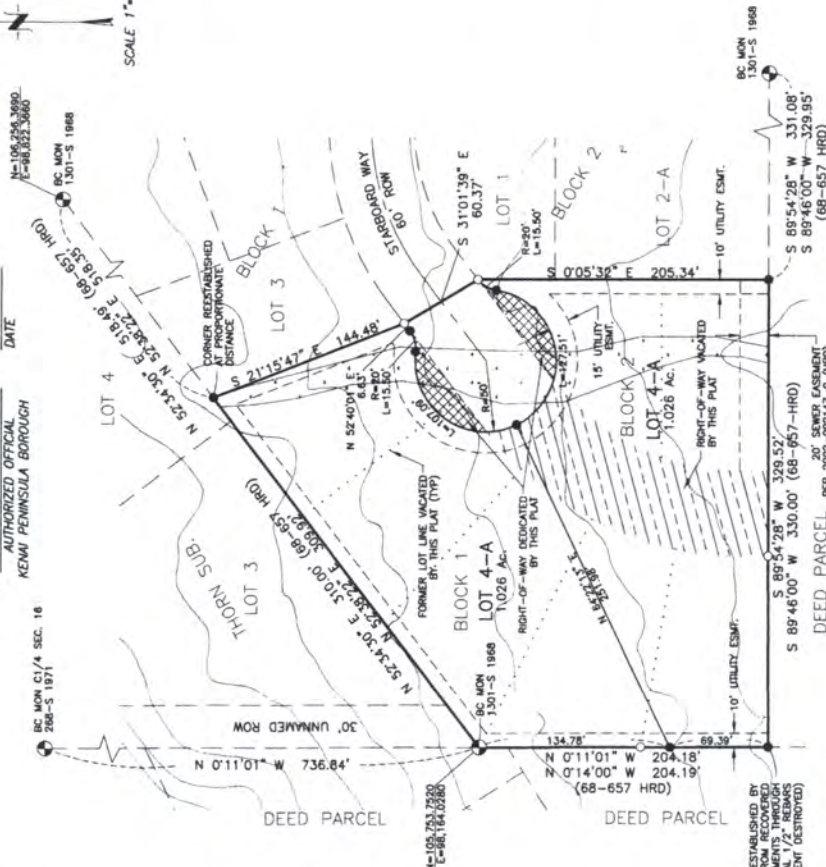 AUTHORIZED OFFICIAL
KENAI PENINSULA BOROUGH
DATE
N
SCALE 1"=
BC MON C1/4 SEC. 16
268-S 1971
N=106,256.3690
E=98,822.3660
BC MON
1301-S 1968
N 52°34'30" E 518.49' (68-657 HRD)
N 52°38'22" E 518.35'
LOT 4
THORN SUB.
LOT 3
CORNER REESTABLISHED
AT PROPORTIONATE
DISTANCE
BLOCK 1
LOT 3
S 21°15'47" E 144.48'
STARBOARD WAY
60' ROW
S 31°01'39" E
60.37'
LOT 1
BLOCK 2
LOT 2-A
30' UNNAMED ROW
N 0°11'01" W 736.84'
N 52°34'30" E 310.00' (68-657 HRD)
N 52°38'22" E 309.92'
N 52°40'01" E
6.63'
R=20'
L=15.50'
L=107.09'
R=50'
R=20'
L=15.50'
L=127.51'
15' UTILITY
ESMT.
S 0°05'32" E 205.34'
10' UTILITY ESMT.
FORMER LOT LINE VACATED
BY THIS PLAT (TYP)
BLOCK 1
LOT 4-A
1.026 Ac.
RIGHT-OF-WAY DEDICATED
BY THIS PLAT
BLOCK 2
LOT 4-A
1.026 Ac.
RIGHT-OF-WAY VACATED
BY THIS PLAT
BC MON
1301-S 1968
E=98,164.0280
DEED PARCEL
134.78'
69.39'
N 0°11'01" W 204.18'
N 0°14'00" W 204.19'
(68-657 HRD)
10' UTILITY ESMT.
DEED PARCEL
S 89°54'28" W 329.52'
S 89°46'00" W 330.00' (68-657-HRD)
20' SEWER EASEMENT
DEED PARCEL
BC MON
1301-S 1968
S 89°54'28" W 331.08'
S 89°46'00" W 329.95'
(68-657 HRD)